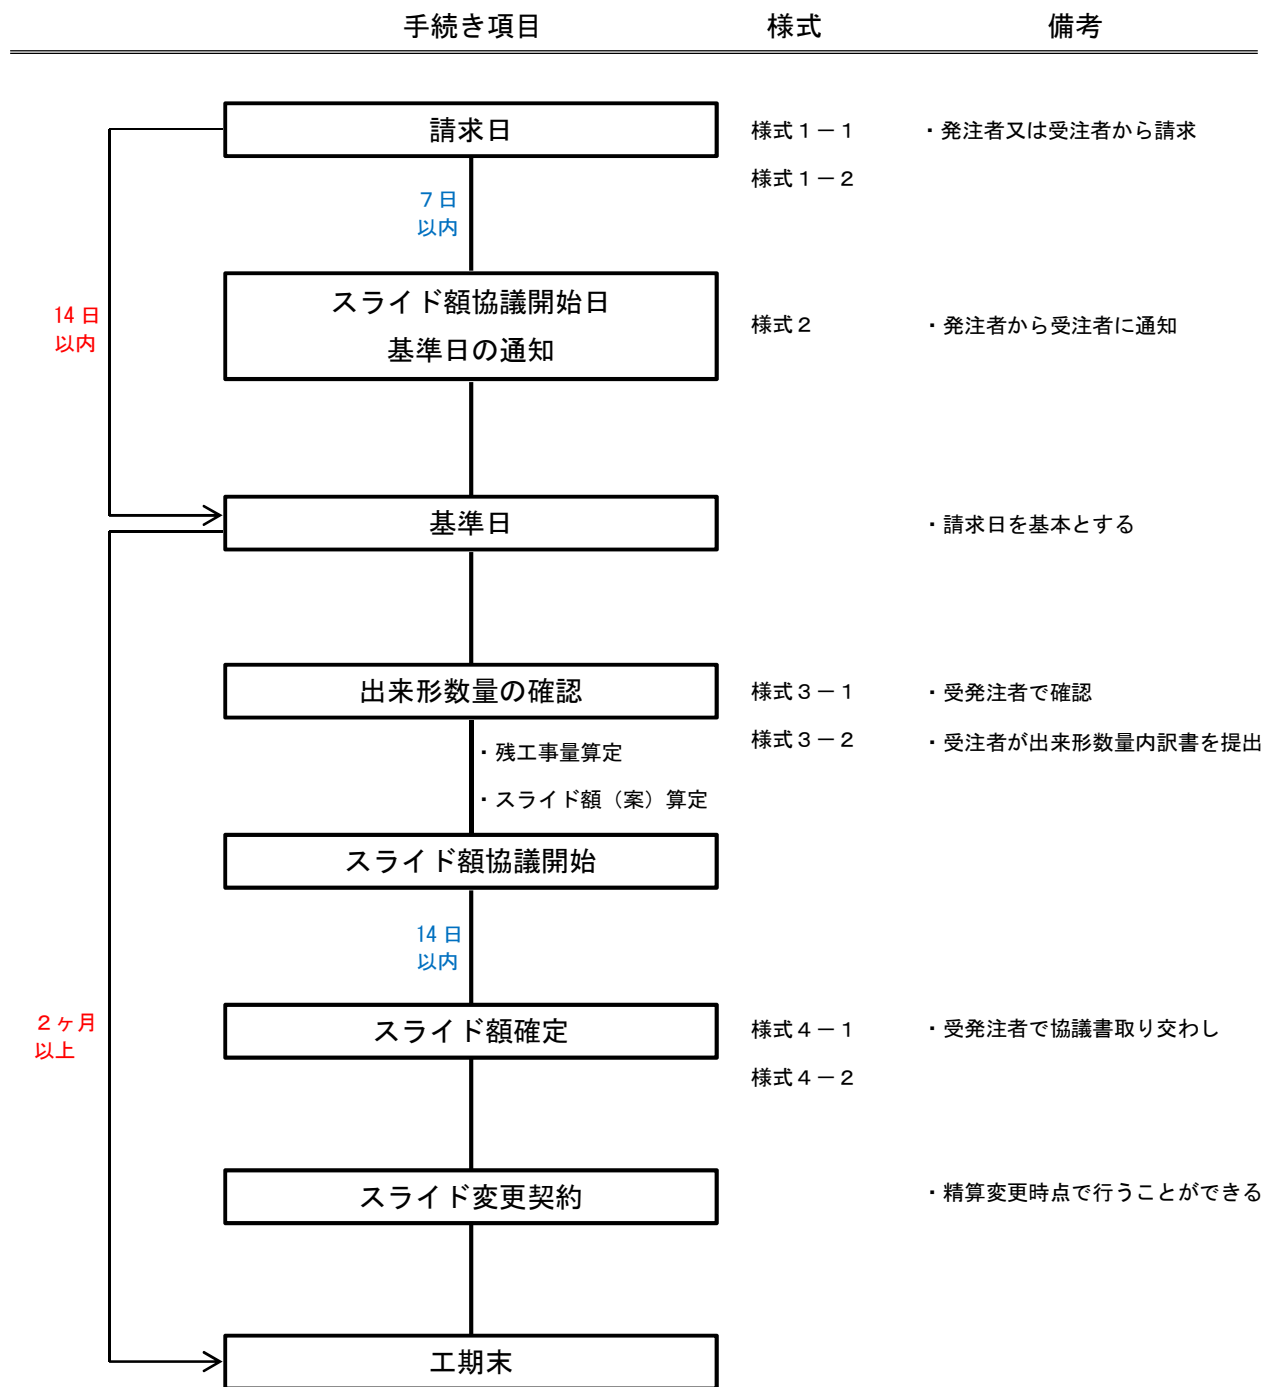 手続き項目 様式 備考
請求日 様式１－１ ・発注者又は受注者から請求
様式１－２
７日
以内
スライド額協議開始日
基準日の通知
様式２ ・発注者から受注者に通知
14日
以内
基準日 ・請求日を基本とする
出来形数量の確認 様式３－１ ・受発注者で確認
・残工事量算定 様式３－２ ・受注者が出来形数量内訳書を提出
・スライド額（案）算定
スライド額協議開始
14日
以内
２ヶ月
以上
スライド額確定 様式４－１ ・受発注者で協議書取り交わし
様式４－２
スライド変更契約 ・精算変更時点で行うことができる
工期末